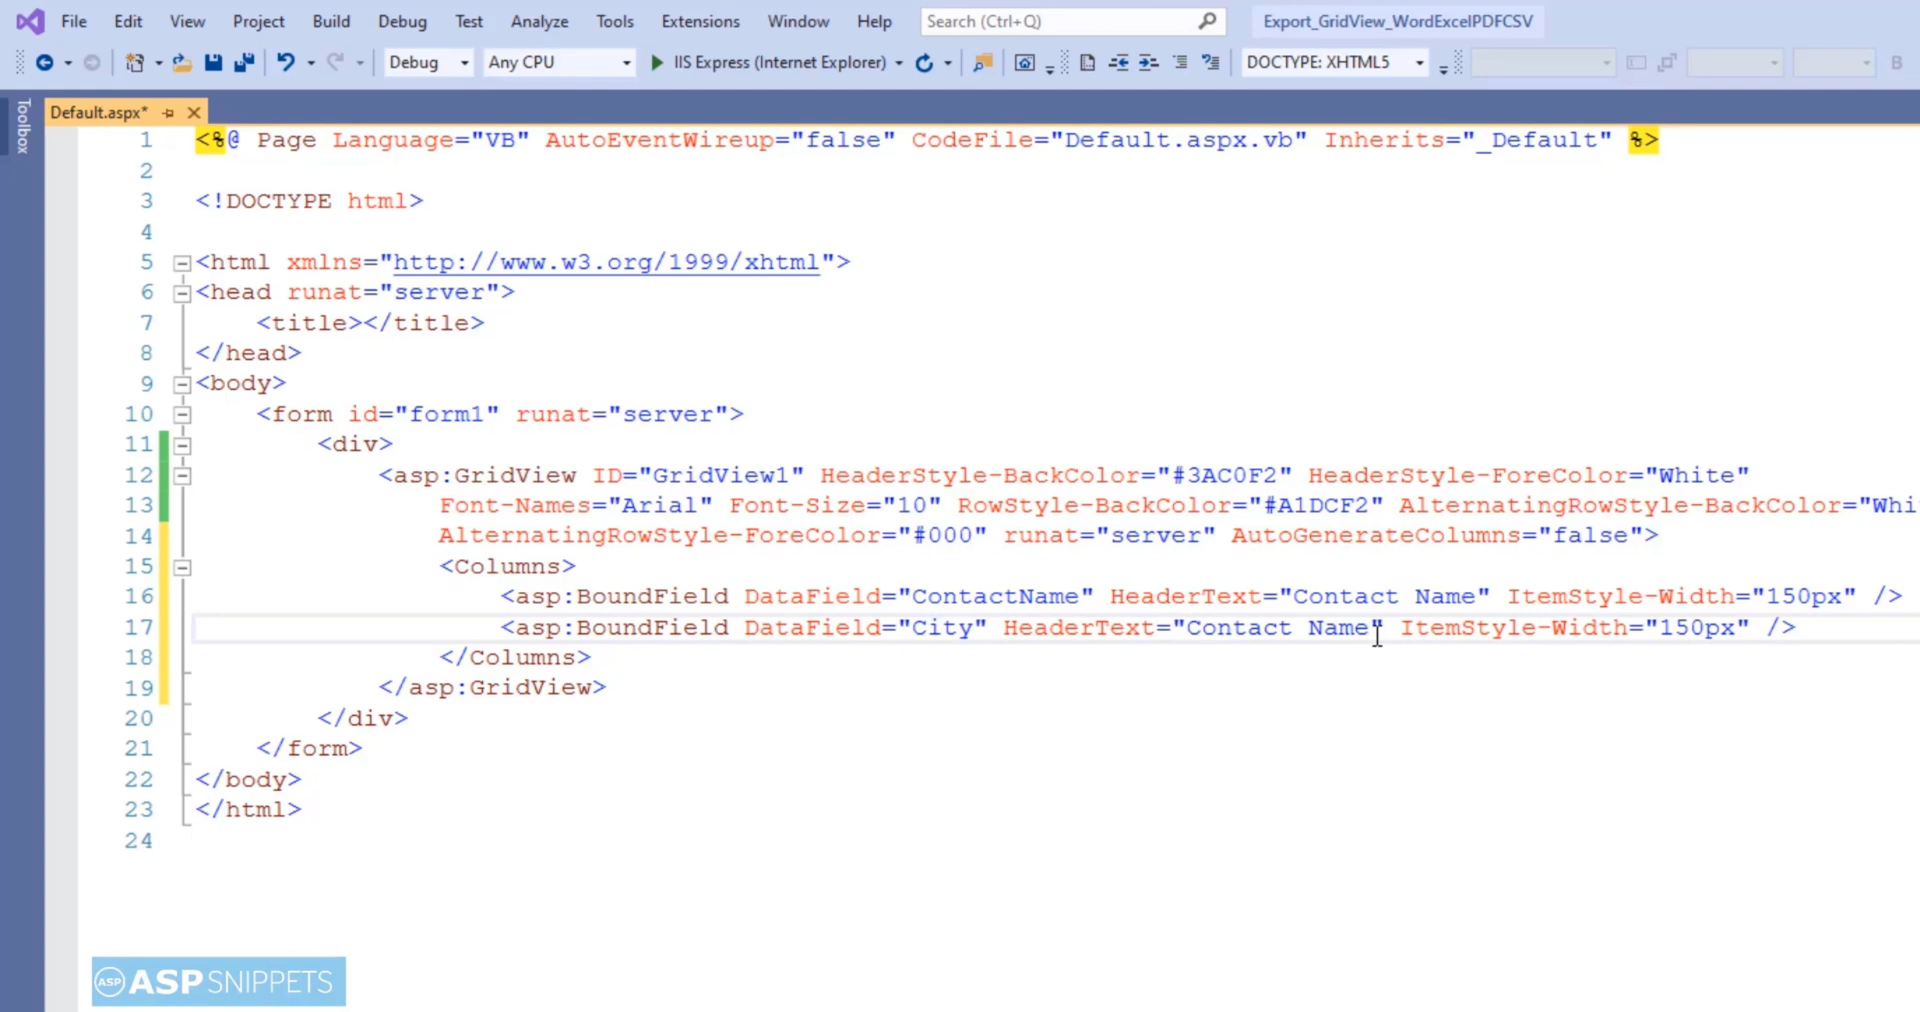 File Edit View Project Build Debug Test Analyze Tools Extensions Window Help Search (Ctrl+Q) Export_GridView_WordExcelPDFCSV
Debug Any CPU IIS Express (Internet Explorer) DOCTYPE: XHTML5 B
Toolbox
Default.aspx*
1 <%@ Page Language="VB" AutoEventWireup="false" CodeFile="Default.aspx.vb" Inherits="_Default" %>
2
3 <!DOCTYPE html>
4
5 <html xmlns="http://www.w3.org/1999/xhtml">
6 <head runat="server">
7 <title></title>
8 </head>
9 <body>
10 <form id="form1" runat="server">
11 <div>
12 <asp:GridView ID="GridView1" HeaderStyle-BackColor="#3AC0F2" HeaderStyle-ForeColor="White"
13 Font-Names="Arial" Font-Size="10" RowStyle-BackColor="#A1DCF2" AlternatingRowStyle-BackColor="Whi
14 AlternatingRowStyle-ForeColor="#000" runat="server" AutoGenerateColumns="false">
15 <Columns>
16 <asp:BoundField DataField="ContactName" HeaderText="Contact Name" ItemStyle-Width="150px" />
17 <asp:BoundField DataField="City" HeaderText="Contact Name" ItemStyle-Width="150px" />
18 </Columns>
19 </asp:GridView>
20 </div>
21 </form>
22 </body>
23 </html>
24
ASP ASPSNIPPETS